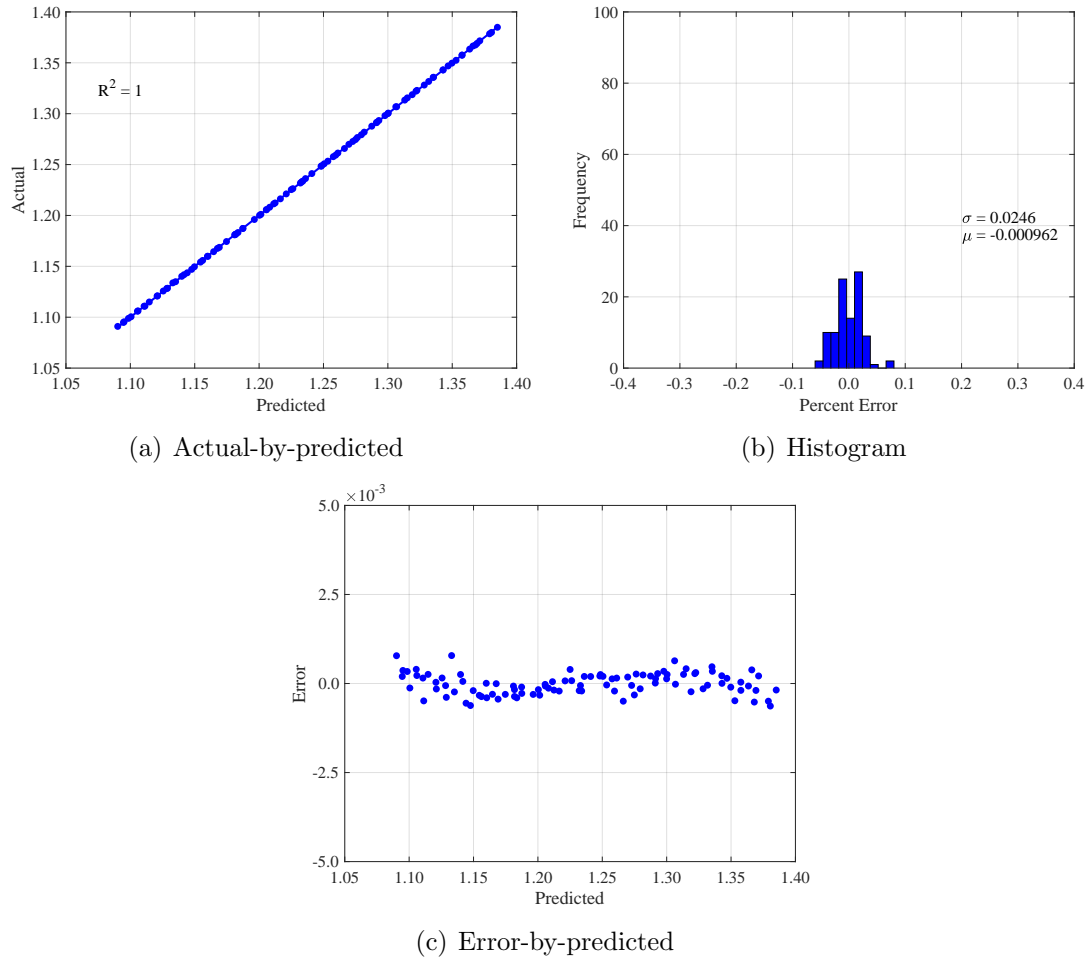 1.40
1.35
1.30
1.25
1.20
1.15
1.10
1.05
Actual
R² = 1
1.05 1.10 1.15 1.20 1.25 1.30 1.35 1.40
Predicted
(a) Actual-by-predicted
100
80
60
40
20
0
Frequency
σ = 0.0246
μ = -0.000962
-0.4 -0.3 -0.2 -0.1 0.0 0.1 0.2 0.3 0.4
Percent Error
(b) Histogram
×10⁻³
5.0
2.5
0.0
-2.5
-5.0
Error
1.05 1.10 1.15 1.20 1.25 1.30 1.35 1.40
Predicted
(c) Error-by-predicted